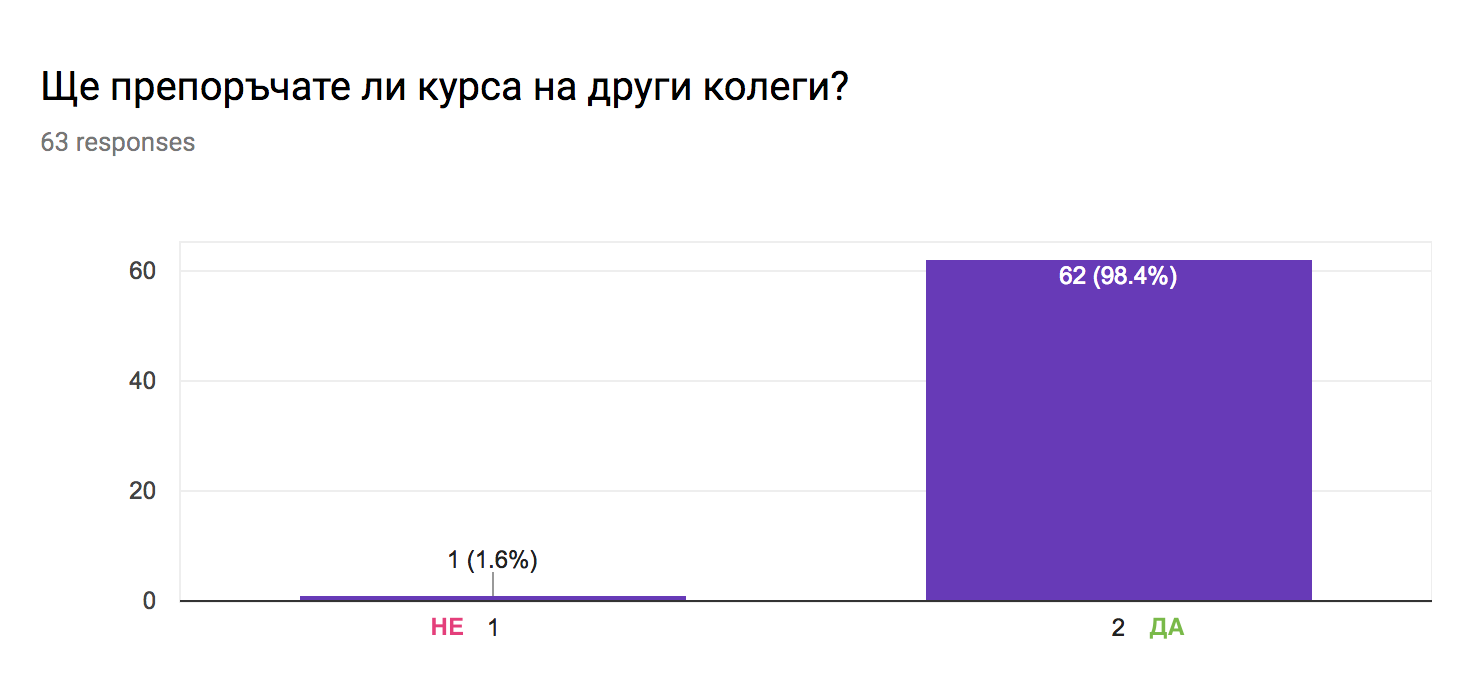 Ще препоръчате ли курса на други колеги?
63 responses
60
62 (98.4%)
40
20
1 (1.6%)
0
НЕ 1
2 ДА